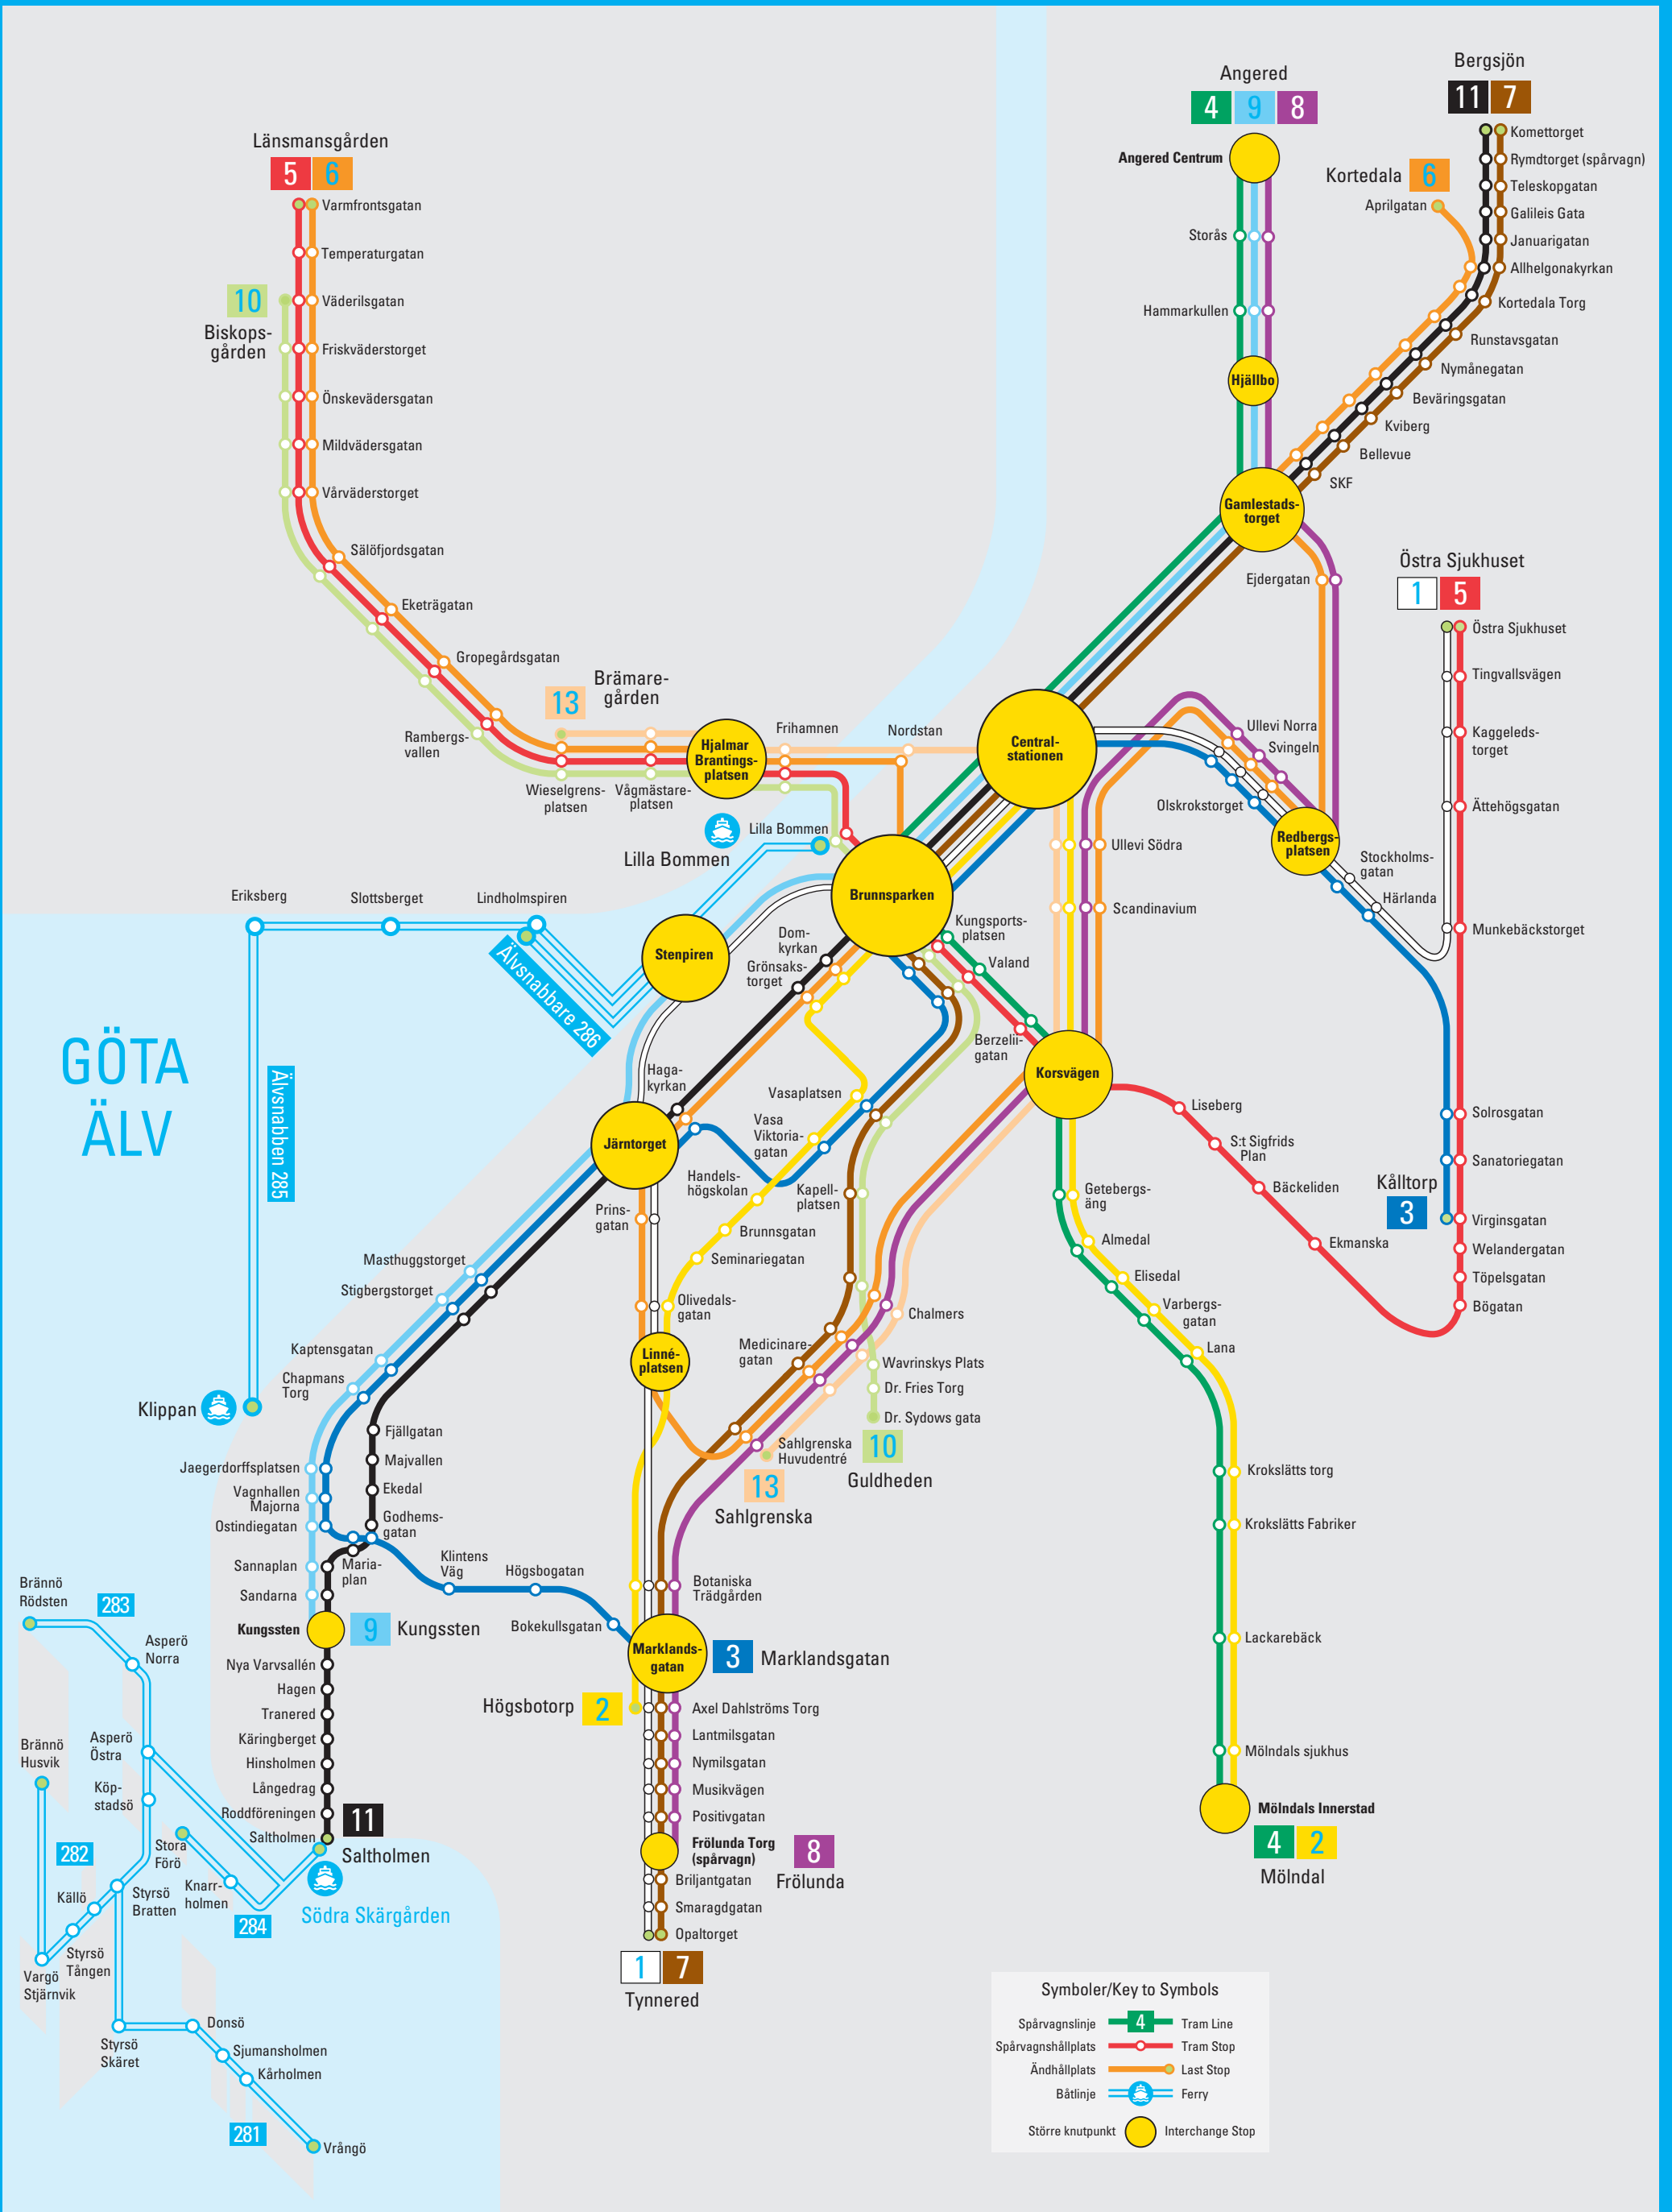 Bergsjön
11 7
Angered
4 9 8
Komettorget
Rymdtorget (spårvagn)
Teleskopgatan
Galileis Gata
Januarigatan
Allhelgonakyrkan
Kortedala Torg
Runstavsgatan
Nymånegatan
Beväringsgatan
Kviberg
Bellevue
SKF
Kortedala 6
Aprilgatan
Angered Centrum
Storås
Hammarkullen
Hjällbo
Gamlestads-
torget
Ejdergatan
Länsmansgården
5 6
Varmfrontsgatan
Temperaturgatan
10
Biskops-
gården
Väderilsgatan
Friskväderstorget
Önskevädersgatan
Mildvädersgatan
Vårväderstorget
Sälöfjordsgatan
Eketrägatan
Gropegårdsgatan
Rambergs-
vallen
13
Brämare-
gården
Wieselgrens-
platsen
Vågmästare-
platsen
Hjalmar
Brantings-
platsen
Frihamnen
Nordstan
Central-
stationen
Östra Sjukhuset
1 5
Östra Sjukhuset
Tingvallsvägen
Kaggeleds-
torget
Ättehögsgatan
Munkebäckstorget
Solrosgatan
Sanatoriegatan
Kålltorp
3
Virginsgatan
Welandergatan
Töpelsgatan
Bögatan
Ullevi Norra
Svingeln
Olskrokstorget
Redbergs-
platsen
Stockholms-
gatan
Härlanda
Ullevi Södra
Scandinavium
Lilla Bommen
Lilla Bommen
Brunnsparken
Stenpiren
Eriksberg
Slottsberget
Lindholmspiren
Älvsnabbare 286
Älvsnabben 285
GÖTA
ÄLV
Klippan
Dom-
kyrkan
Grönsaks-
torget
Kungsports-
platsen
Valand
Berzelii-
gatan
Korsvägen
Haga-
kyrkan
Järntorget
Vasaplatsen
Vasa
Viktoria-
gatan
Handels-
högskolan
Kapell-
platsen
Brunnsgatan
Seminariegatan
Prins-
gatan
Olivedals-
gatan
Linné-
platsen
Liseberg
S:t Sigfrids
Plan
Bäckeliden
Ekmanska
Getebergs-
äng
Almedal
Elisedal
Varbergs-
gatan
Lana
Krokslätts torg
Krokslätts Fabriker
Lackarebäck
Mölndals sjukhus
Mölndals Innerstad
4 2
Mölndal
Chalmers
Medicinare-
gatan
Wavrinskys Plats
Dr. Fries Torg
Dr. Sydows gata
10
Guldheden
Sahlgrenska
Huvudentré
13
Sahlgrenska
Masthuggstorget
Stigbergstorget
Kaptensgatan
Chapmans
Torg
Jaegerdorffsplatsen
Vagnhallen
Majorna
Ostindiegatan
Sannaplan
Sandarna
Fjällgatan
Majvallen
Ekedal
Godhems-
gatan
Maria-
plan
Klintens
Väg
Högsbogatan
Bokekullsgatan
Botaniska
Trädgården
Marklands-
gatan
3 Marklandsgatan
Kungssten
9 Kungssten
Nya Varvsallén
Hagen
Tranered
Käringberget
Hinsholmen
Långedrag
Roddföreningen
Saltholmen
11
Saltholmen
Södra Skärgården
Högsbotorp 2
Axel Dahlströms Torg
Lantmilsgatan
Nymilsgatan
Musikvägen
Positivgatan
Frölunda Torg
(spårvagn)
8
Frölunda
Briljantgatan
Smaragdgatan
Opaltorget
1 7
Tynnered
Brännö
Rödsten
283
Asperö
Norra
Asperö
Östra
Brännö
Husvik
Köp-
stadsö
282
Stora
Förö
Knarr-
holmen
284
Källö
Styrsö
Bratten
Styrsö
Tången
Vargö
Stjärnvik
Styrsö
Skäret
Donsö
Sjumansholmen
Kårholmen
281
Vrångö
Symboler/Key to Symbols
Spårvagnslinje 4 Tram Line
Spårvagnshållplats Tram Stop
Ändhållplats Last Stop
Båtlinje Ferry
Större knutpunkt Interchange Stop